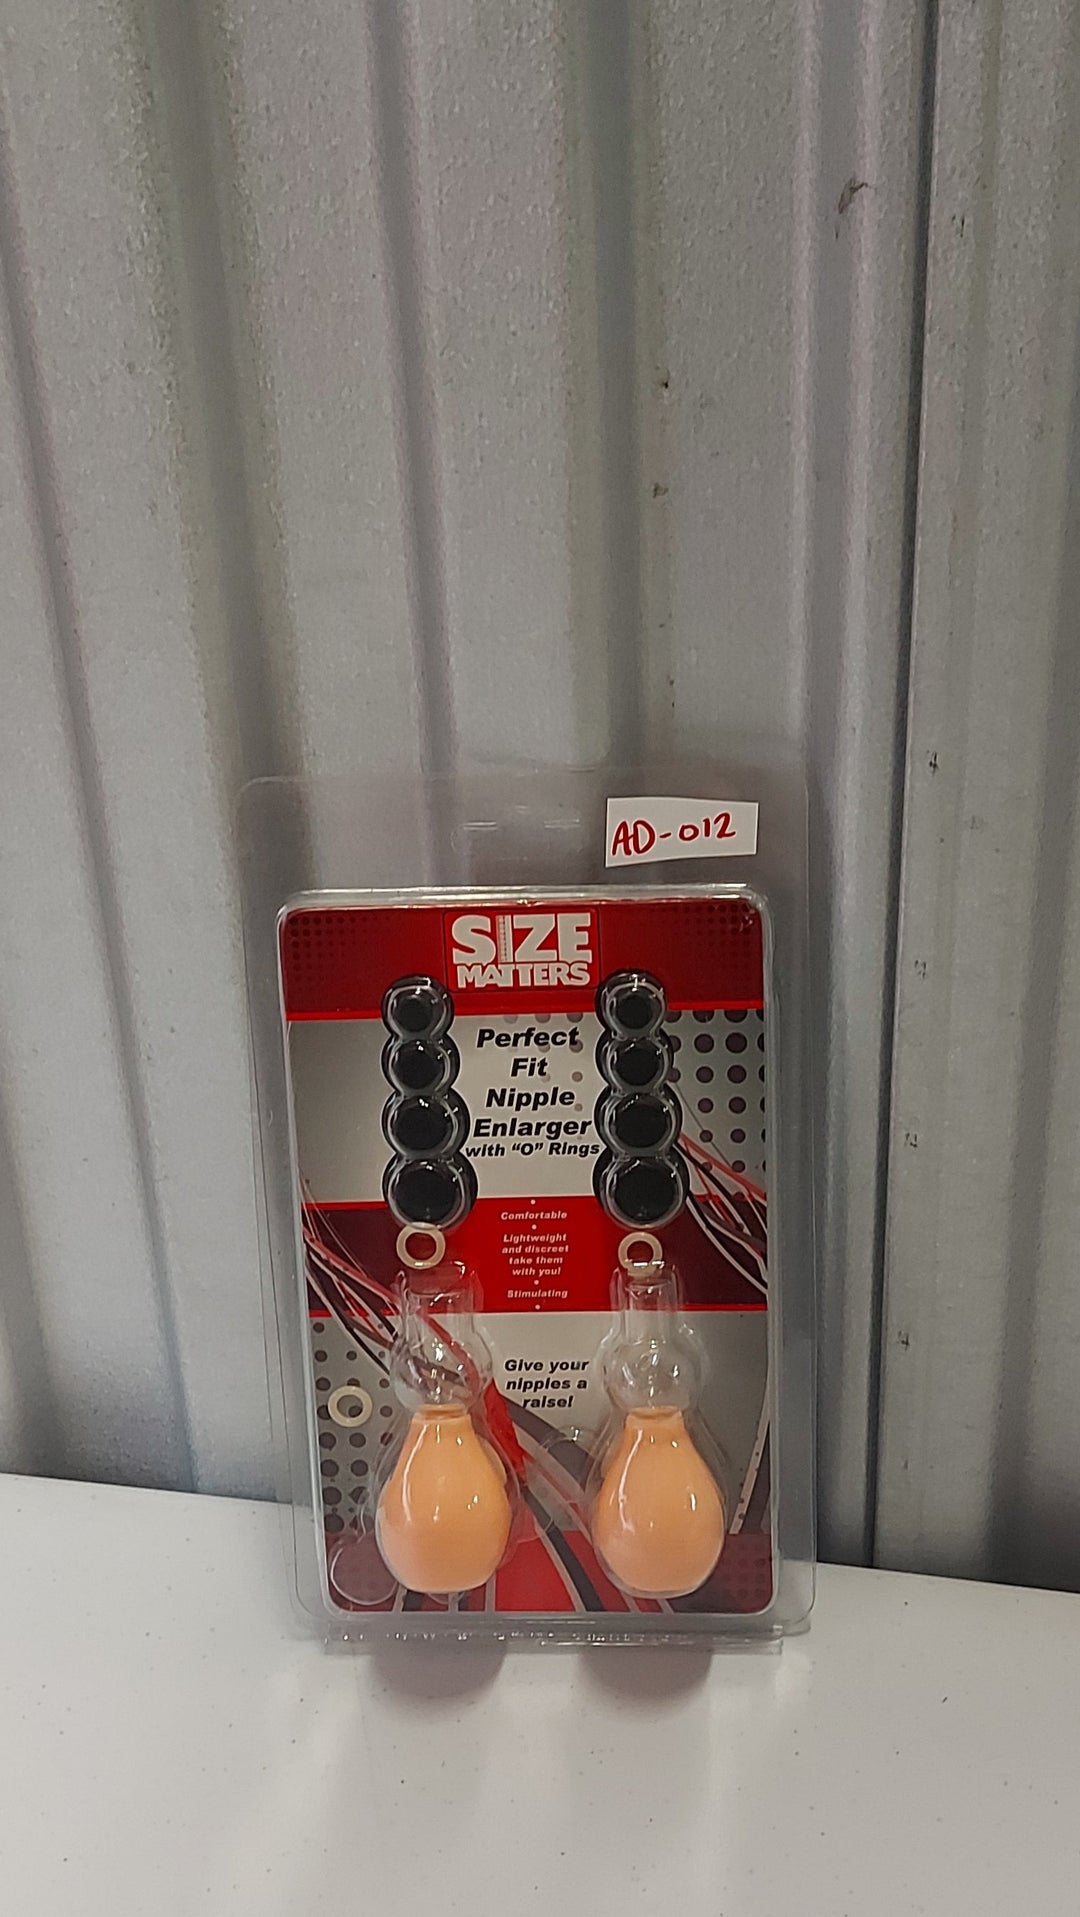 AD-012
SIZE
MATTERS
Perfect
Fit
Nipple
Enlarger
with "O" Rings
Comfortable
Lightweight
and discreet
take them
with you!
Stimulating
Give your
nipples a
raise!